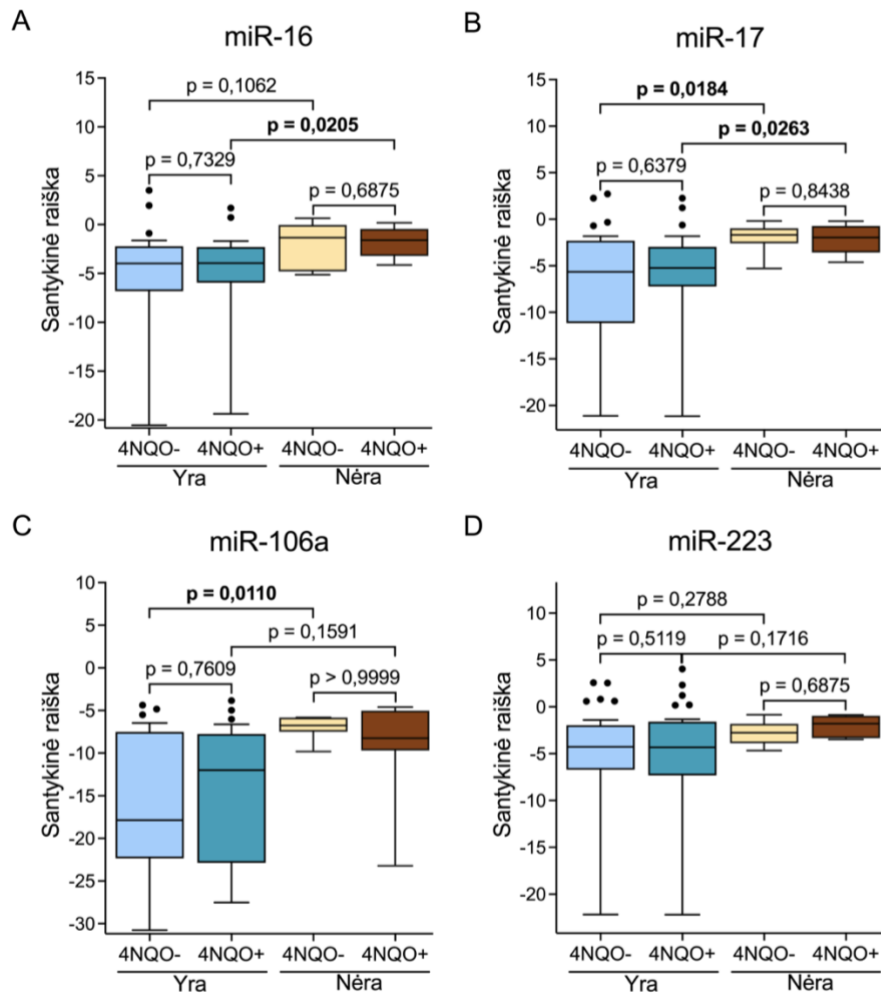 A
miR-16
Santykinė raiška
15
10
5
0
-5
-10
-15
-20
p = 0,1062
p = 0,0205
p = 0,7329
p = 0,6875
4NQO- 4NQO+ 4NQO- 4NQO+
Yra Nėra
B
miR-17
Santykinė raiška
15
10
5
0
-5
-10
-15
-20
p = 0,0184
p = 0,0263
p = 0,6379
p = 0,8438
4NQO- 4NQO+ 4NQO- 4NQO+
Yra Nėra
C
miR-106a
Santykinė raiška
10
5
0
-5
-10
-15
-20
-25
-30
p = 0,0110
p = 0,1591
p = 0,7609
p > 0,9999
4NQO- 4NQO+ 4NQO- 4NQO+
Yra Nėra
D
miR-223
Santykinė raiška
10
5
0
-5
-10
-15
-20
p = 0,2788
p = 0,5119 p = 0,1716
p = 0,6875
4NQO- 4NQO+ 4NQO- 4NQO+
Yra Nėra